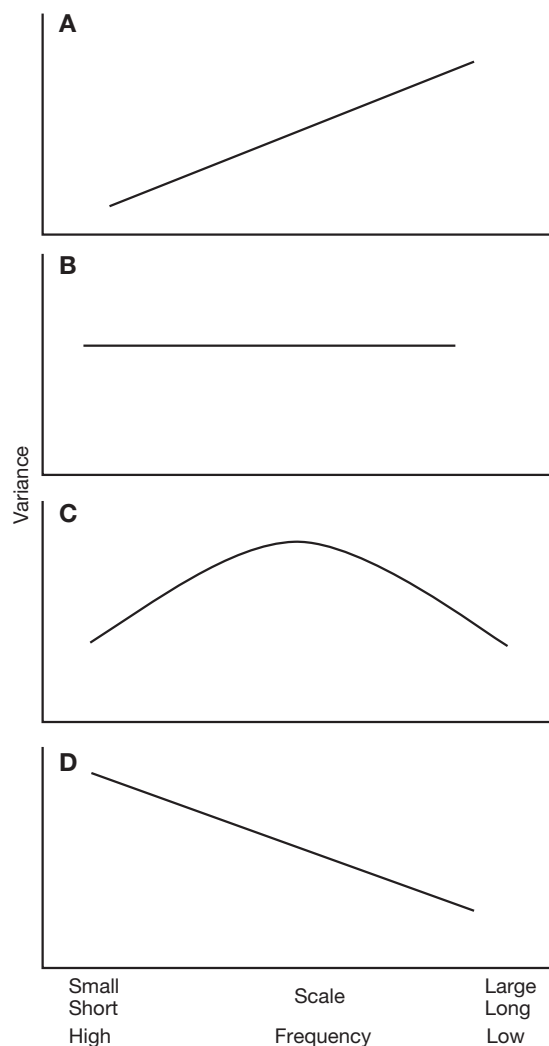 A
B
Variance
C
D
Small Scale Large
Short Long
High Frequency Low